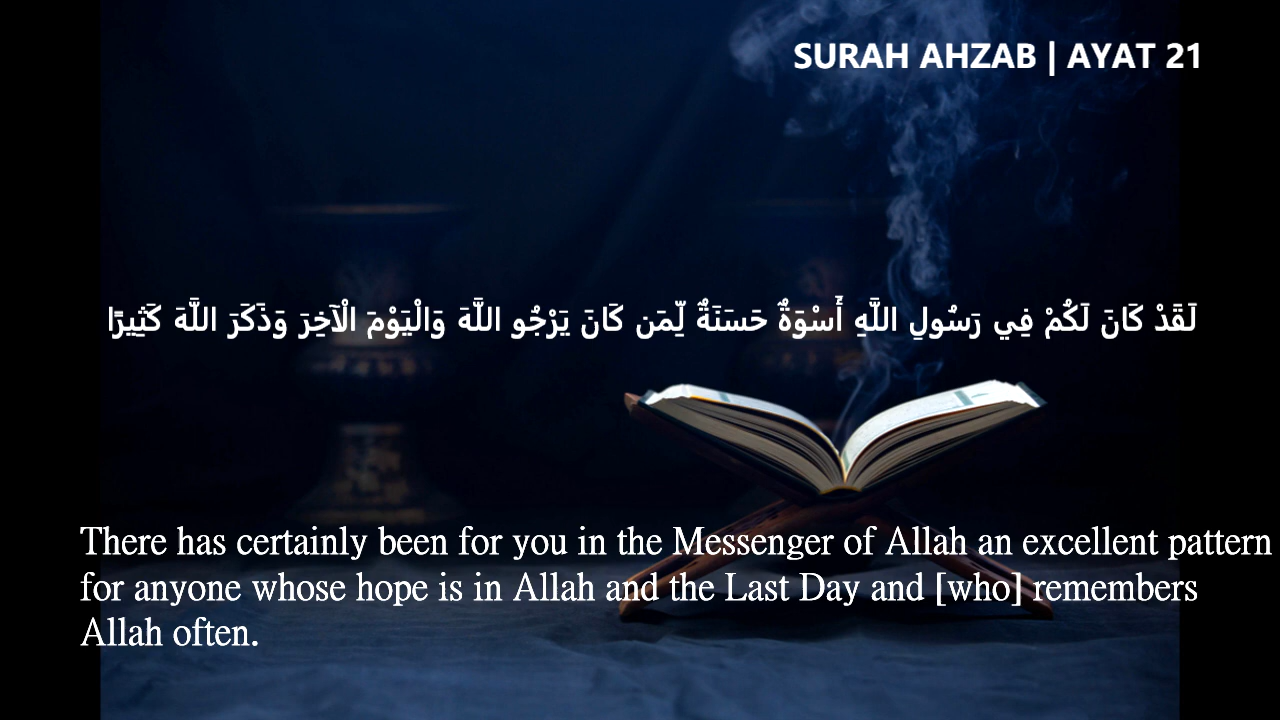 SURAH AHZAB | AYAT 21
لَقَدْ كَانَ لَكُمْ فِي رَسُولِ اللَّهِ أُسْوَةٌ حَسَنَةٌ لِّمَن كَانَ يَرْجُو اللَّهَ وَالْيَوْمَ الْآخِرَ وَذَكَرَ اللَّهَ كَثِيرًا
There has certainly been for you in the Messenger of Allah an excellent pattern
for anyone whose hope is in Allah and the Last Day and [who] remembers
Allah often.